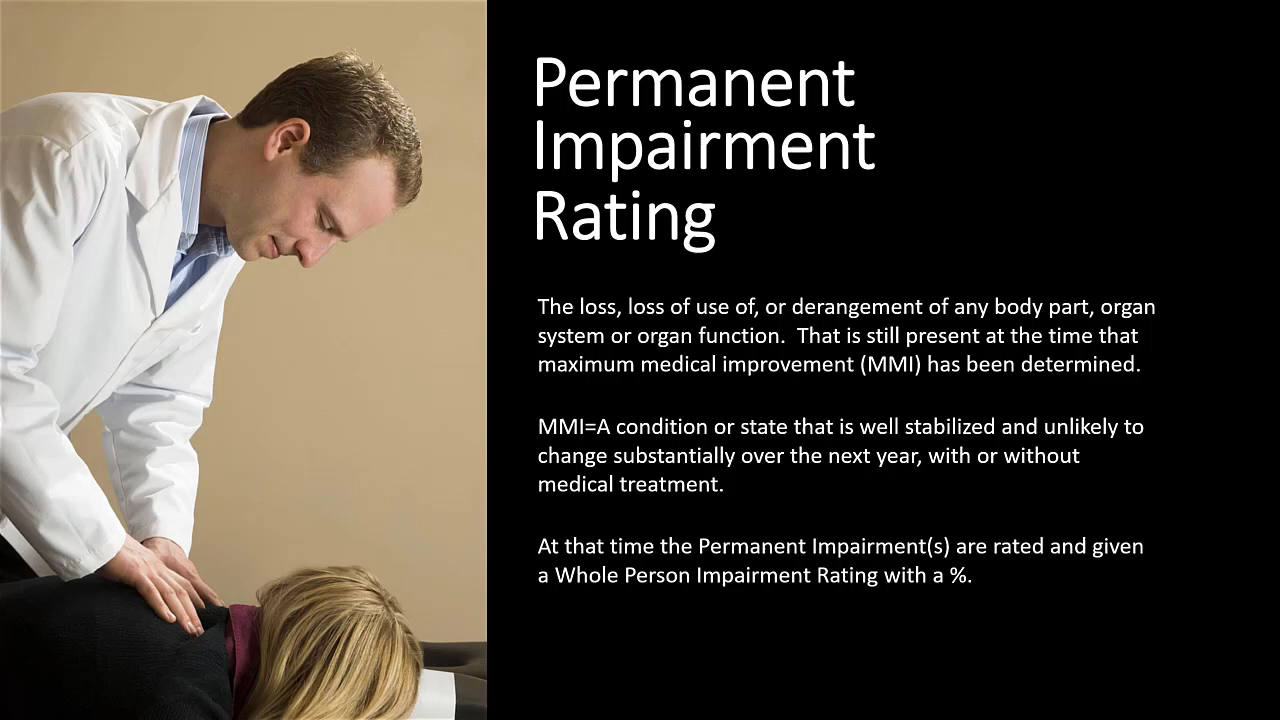 Permanent
Impairment
Rating
The loss, loss of use of, or derangement of any body part, organ
system or organ function.  That is still present at the time that
maximum medical improvement (MMI) has been determined.
MMI=A condition or state that is well stabilized and unlikely to
change substantially over the next year, with or without
medical treatment.
At that time the Permanent Impairment(s) are rated and given
a Whole Person Impairment Rating with a %.